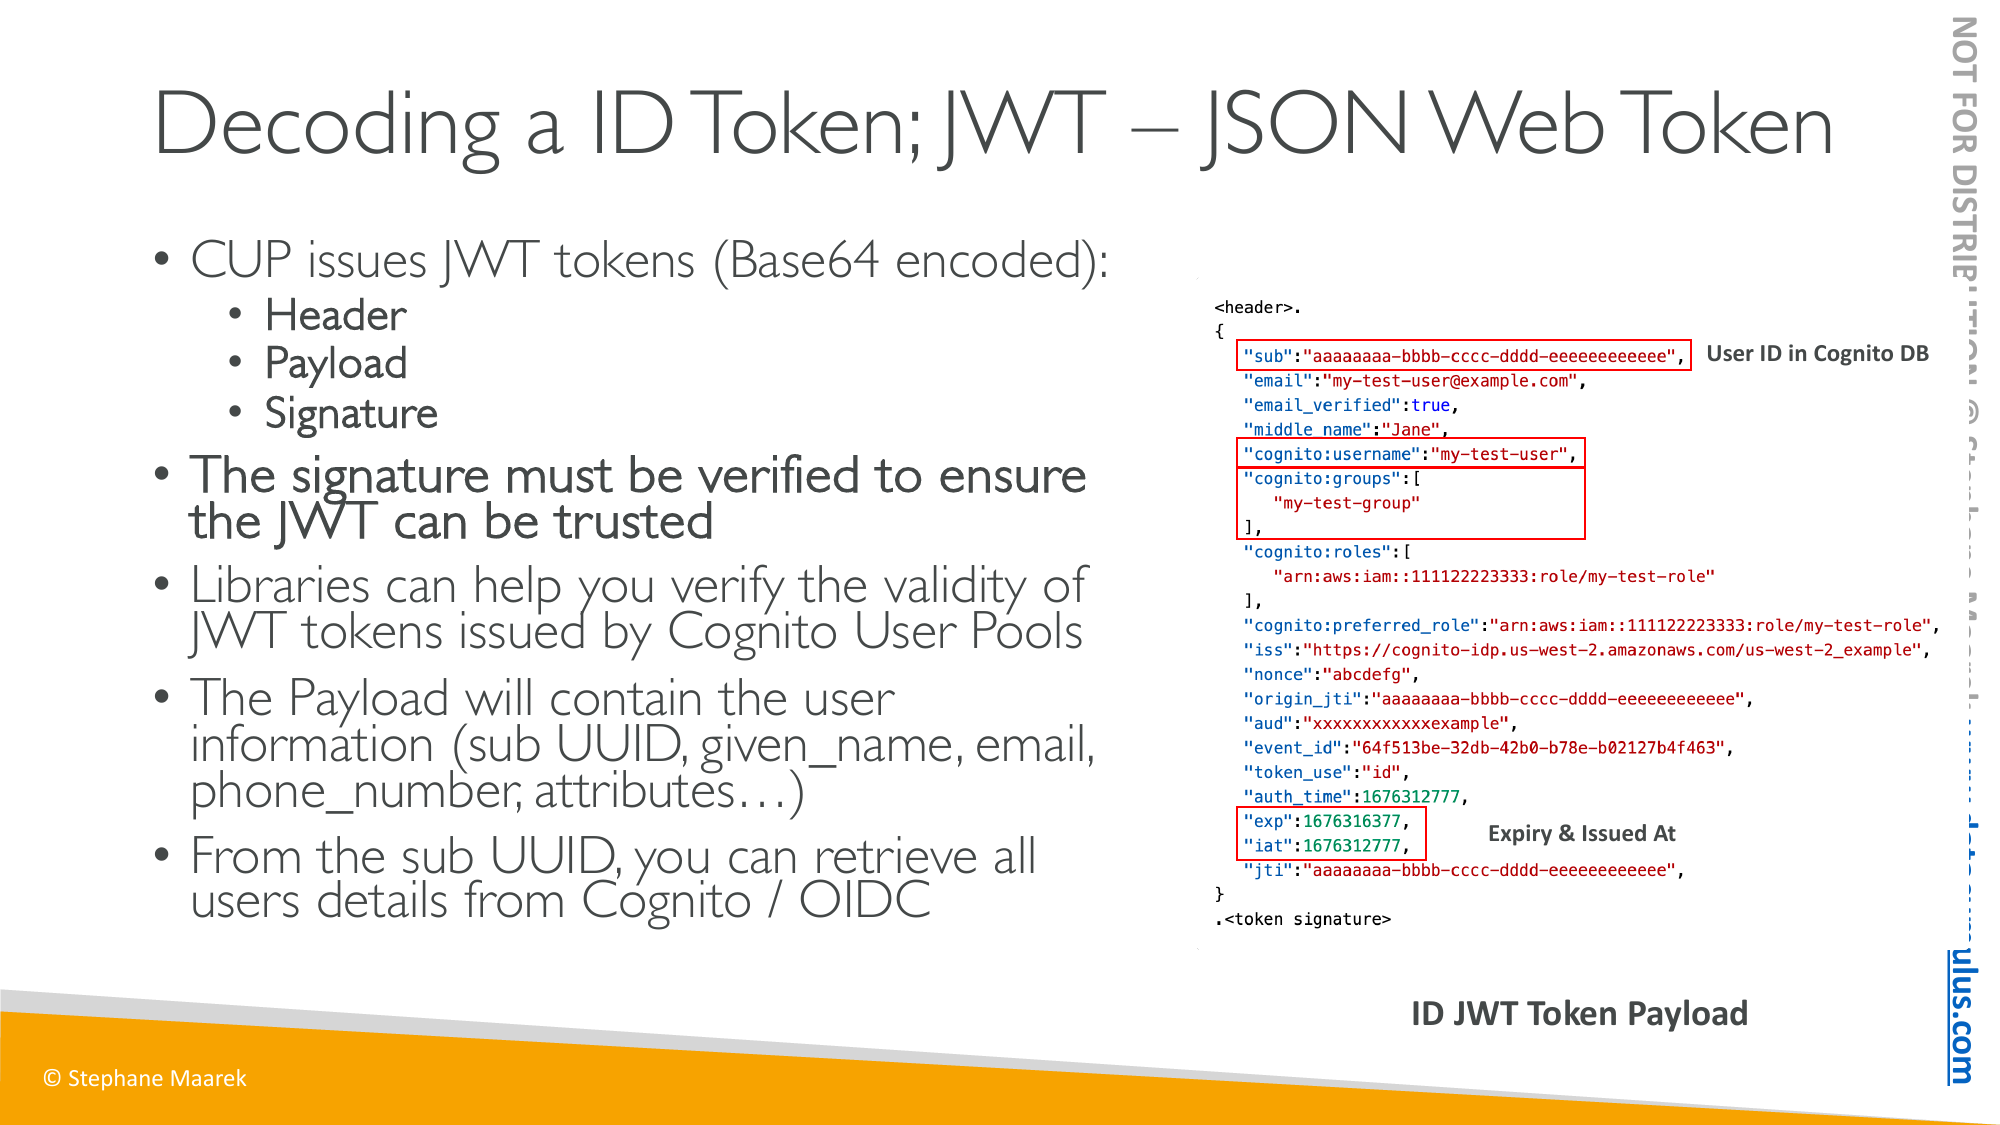 Decoding a ID Token; JWT – JSON Web Token
• CUP issues JWT tokens (Base64 encoded):
• Header
• Payload
• Signature
• The signature must be verified to ensure
the JWT can be trusted
• Libraries can help you verify the validity of
JWT tokens issued by Cognito User Pools
• The Payload will contain the user
information (sub UUID, given_name, email,
phone_number, attributes…)
• From the sub UUID, you can retrieve all
users details from Cognito / OIDC
<header>.
{
"sub":"aaaaaaaa-bbbb-cccc-dddd-eeeeeeeeeeee",
"email":"my-test-user@example.com",
"email_verified":true,
"middle_name":"Jane",
"cognito:username":"my-test-user",
"cognito:groups":[
"my-test-group"
],
"cognito:roles":[
"arn:aws:iam::111122223333:role/my-test-role"
],
"cognito:preferred_role":"arn:aws:iam::111122223333:role/my-test-role",
"iss":"https://cognito-idp.us-west-2.amazonaws.com/us-west-2_example",
"nonce":"abcdefg",
"origin_jti":"aaaaaaaa-bbbb-cccc-dddd-eeeeeeeeeeee",
"aud":"xxxxxxxxxxxxexample",
"event_id":"64f513be-32db-42b0-b78e-b02127b4f463",
"token_use":"id",
"auth_time":1676312777,
"exp":1676316377,
"iat":1676312777,
"jti":"aaaaaaaa-bbbb-cccc-dddd-eeeeeeeeeeee",
}
.<token signature>
User ID in Cognito DB
Expiry & Issued At
ID JWT Token Payload
© Stephane Maarek
NOT FOR DISTRIBUTION © Stephane Maarek